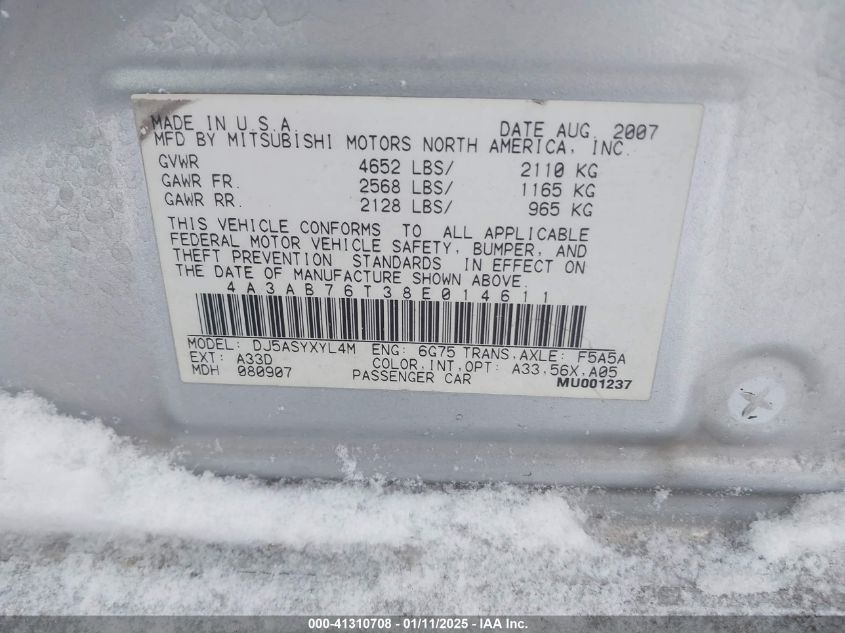 MADE IN U.S.A. DATE AUG. 2007
MFD BY MITSUBISHI MOTORS NORTH AMERICA, INC.
GVWR 4652 LBS/ 2110 KG
GAWR FR. 2568 LBS/ 1165 KG
GAWR RR. 2128 LBS/ 965 KG
THIS VEHICLE CONFORMS TO ALL APPLICABLE
FEDERAL MOTOR VEHICLE SAFETY, BUMPER, AND
THEFT PREVENTION STANDARDS IN EFFECT ON
THE DATE OF MANUFACTURE SHOWN ABOVE.
4A3AB76T38E014611
MODEL: DJ5ASYXYL4M ENG: 6G75 TRANS.AXLE: F5A5A
EXT: A33D COLOR,INT,OPT: A33,56X,A05
MDH 080907 PASSENGER CAR MU001237
000-41310708 - 01/11/2025 - IAA Inc.